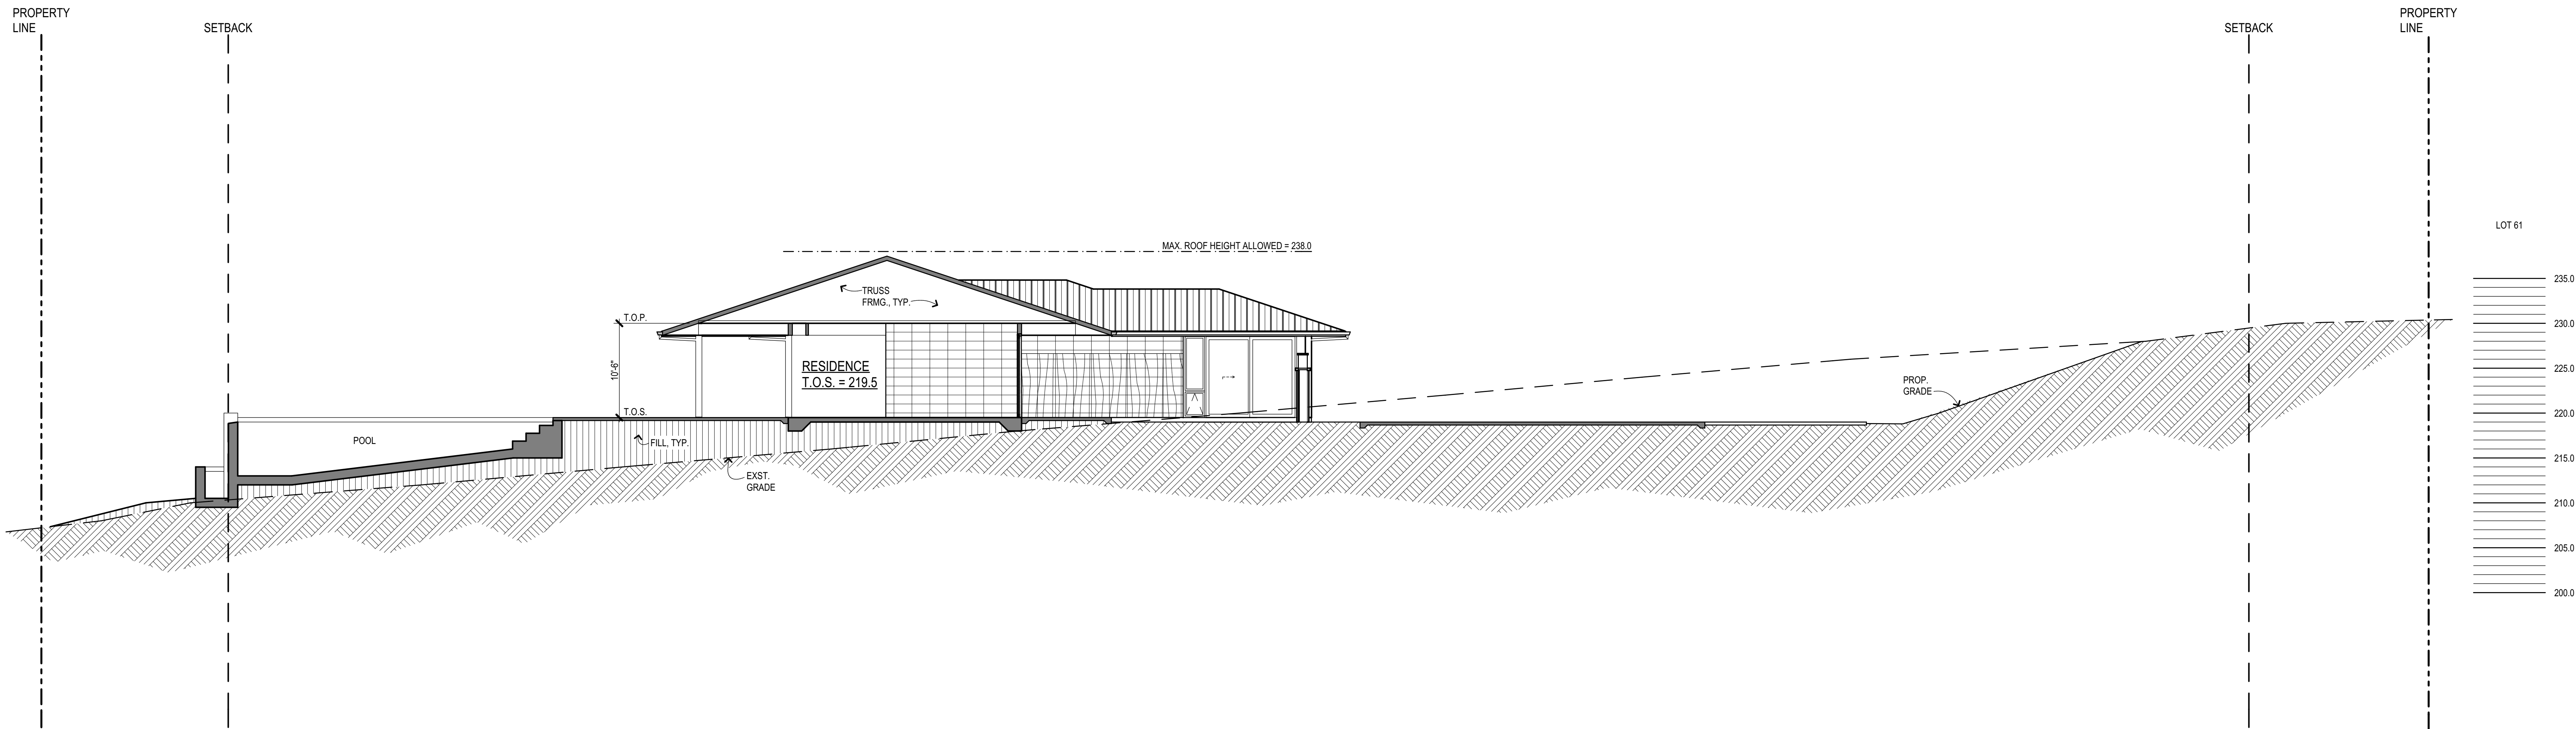 PROPERTY
LINE
SETBACK
SETBACK
PROPERTY
LINE
LOT 61
MAX. ROOF HEIGHT ALLOWED = 238.0
TRUSS
FRMG., TYP.
T.O.P.
10'-6"
RESIDENCE
T.O.S. = 219.5
T.O.S.
POOL
FILL, TYP.
EXST.
GRADE
PROP.
GRADE
235.0
230.0
225.0
220.0
215.0
210.0
205.0
200.0